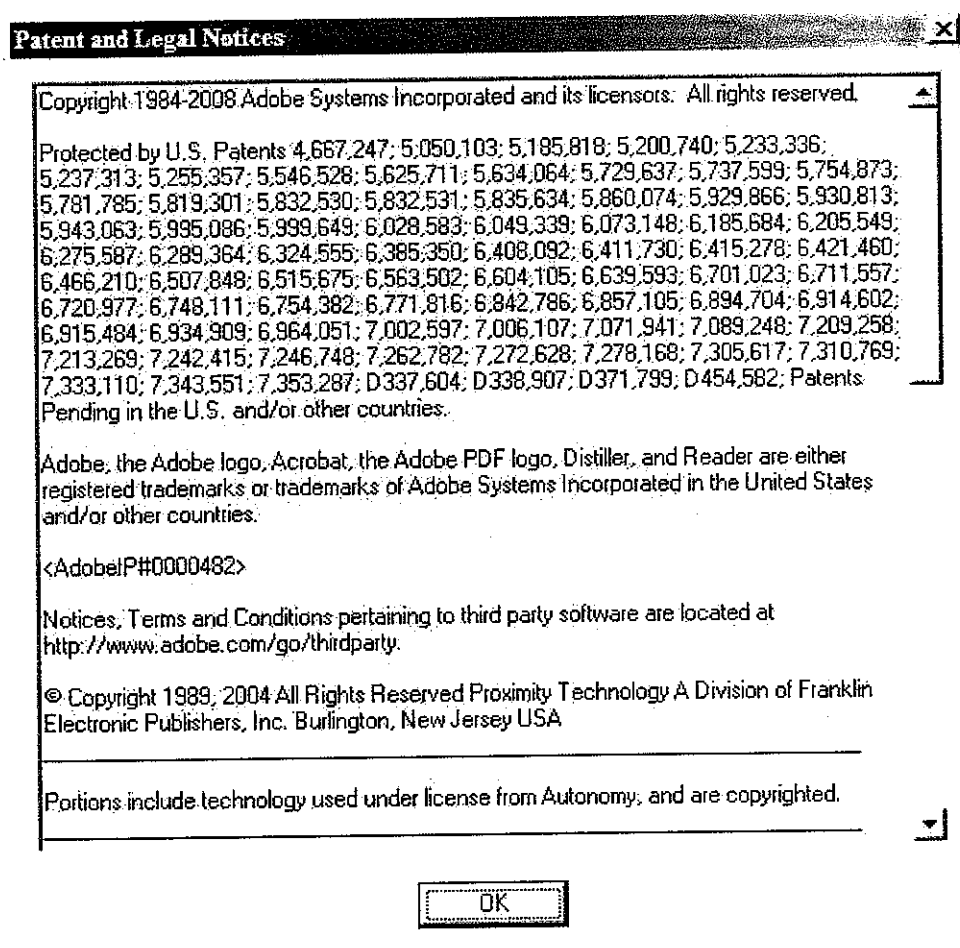 Patent and Legal Notices
Copyright 1984-2008 Adobe Systems Incorporated and its licensors. All rights reserved.
Protected by U.S. Patents 4,667,247; 5,050,103; 5,185,818; 5,200,740; 5,233,336;
5,237,313; 5,255,357; 5,546,528; 5,625,711; 5,634,064; 5,729,637; 5,737,599; 5,754,873;
5,781,785; 5,819,301; 5,832,530; 5,832,531; 5,835,634; 5,860,074; 5,929,866; 5,930,813;
5,943,063; 5,995,086; 5,999,649; 6,028,583; 6,049,339; 6,073,148; 6,185,684; 6,205,549;
6,275,587; 6,289,364; 6,324,555; 6,385,350; 6,408,092; 6,411,730; 6,415,278; 6,421,460;
6,466,210; 6,507,848; 6,515,675; 6,563,502; 6,604,105; 6,639,593; 6,701,023; 6,711,557;
6,720,977; 6,748,111; 6,754,382; 6,771,816; 6,842,786; 6,857,105; 6,894,704; 6,914,602;
6,915,484; 6,934,909; 6,964,051; 7,002,597; 7,006,107; 7,071,941; 7,089,248; 7,209,258;
7,213,269; 7,242,415; 7,246,748; 7,262,782; 7,272,628; 7,278,168; 7,305,617; 7,310,769;
7,333,110; 7,343,551; 7,353,287; D337,604; D338,907; D371,799; D454,582; Patents
Pending in the U.S. and/or other countries.
Adobe, the Adobe logo, Acrobat, the Adobe PDF logo, Distiller, and Reader are either
registered trademarks or trademarks of Adobe Systems Incorporated in the United States
and/or other countries.
<AdobeIP#0000482>
Notices, Terms and Conditions pertaining to third party software are located at
http://www.adobe.com/go/thirdparty.
© Copyright 1989, 2004 All Rights Reserved Proximity Technology A Division of Franklin
Electronic Publishers, Inc. Burlington, New Jersey USA
Portions include technology used under license from Autonomy, and are copyrighted.
OK